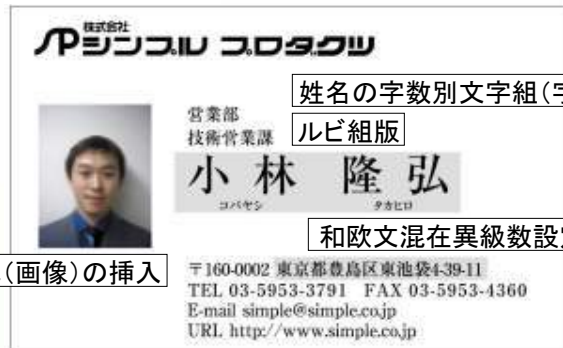 株式会社
シンプル プロダクツ
姓名の字数別文字組(字
営業部
技術営業課
ルビ組版
小林 隆弘
コバヤシ タカヒロ
和欧文混在異級数設定
(画像)の挿入
〒160-0002 東京都豊島区東池袋4-39-11
TEL 03-5953-3791 FAX 03-5953-4360
E-mail simple@simple.co.jp
URL http://www.simple.co.jp